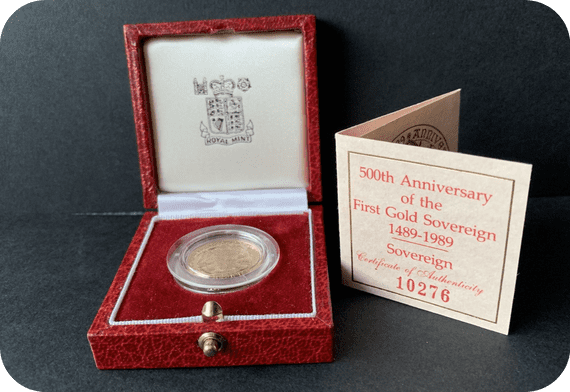 ROYAL MINT
500th Anniversary
of the
First Gold Sovereign
1489-1989
Sovereign
Certificate of Authenticity
10276